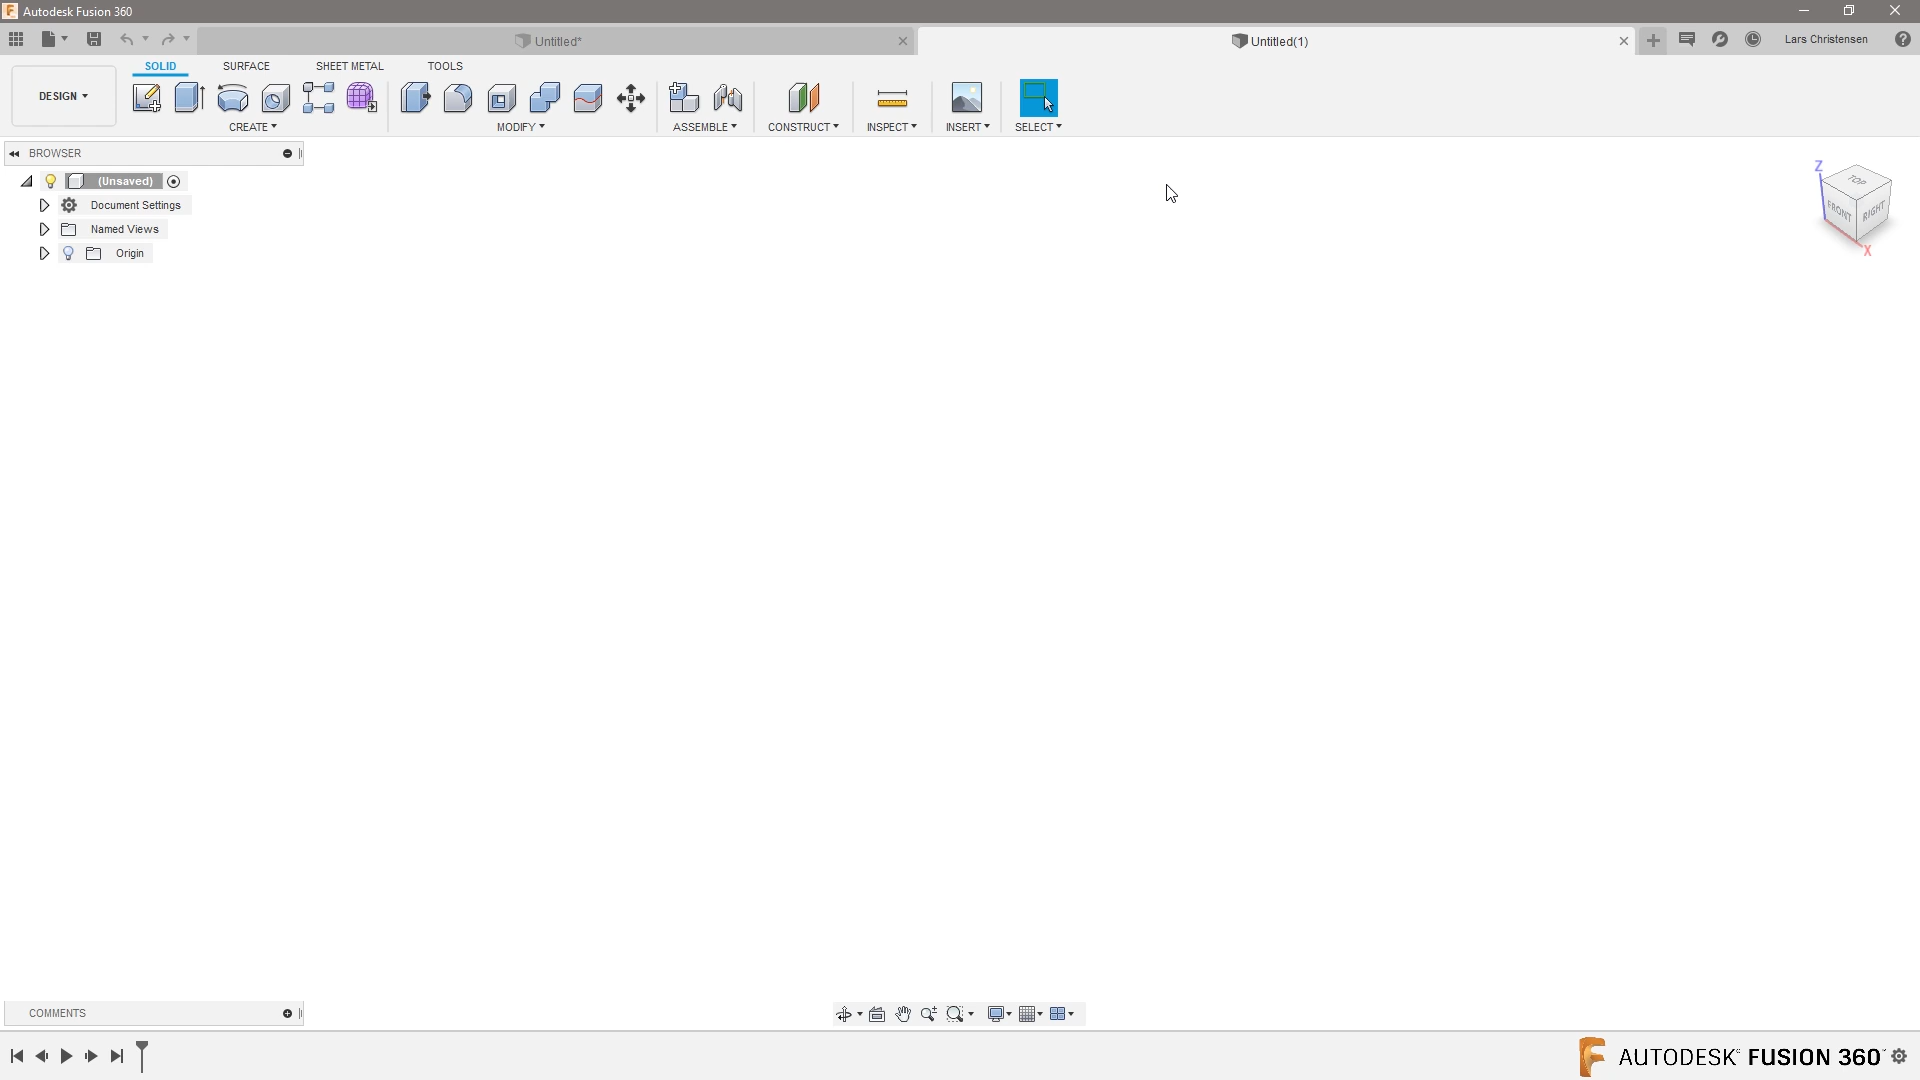 Autodesk Fusion 360
Untitled*
Untitled(1)
Lars Christensen
SOLID SURFACE SHEET METAL TOOLS
DESIGN
CREATE MODIFY ASSEMBLE CONSTRUCT INSPECT INSERT SELECT
BROWSER
(Unsaved)
Document Settings
Named Views
Origin
Z
TOP
FRONT RIGHT
X
COMMENTS
AUTODESK FUSION 360